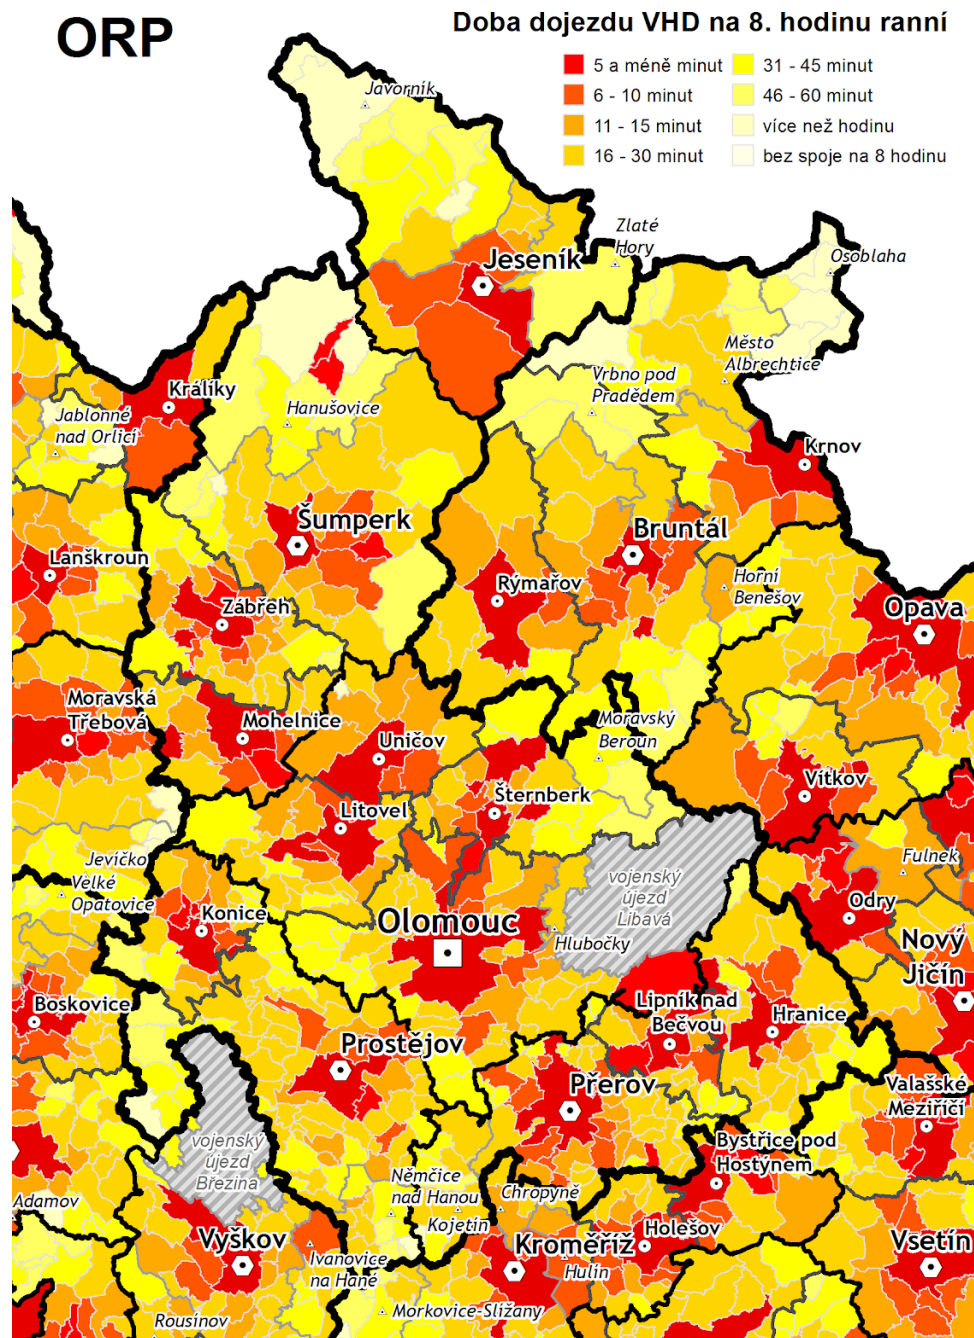 ORP
Doba dojezdu VHD na 8. hodinu ranní
5 a méně minut
31 - 45 minut
6 - 10 minut
46 - 60 minut
11 - 15 minut
více než hodinu
16 - 30 minut
bez spoje na 8 hodinu
Javorník
Zlaté
Hory
Jeseník
Osoblaha
Město
Albrechtice
Vrbno pod
Pradědem
Králíky
Hanušovice
Jablonné
nad Orlicí
Krnov
Šumperk
Bruntál
Lanškroun
Rýmařov
Horní
Benešov
Zábřeh
Opava
Moravská
Třebová
Mohelnice
Moravský
Beroun
Uničov
Vítkov
Šternberk
Litovel
Jevíčko
Velké
Opatovice
Fulnek
vojenský
újezd
Libavá
Konice
Olomouc
Odry
Hlubočky
Nový
Jičín
Boskovice
Lipník nad
Bečvou
Hranice
Prostějov
Přerov
Valašské
Meziříčí
vojenský
újezd
Březina
Bystřice pod
Hostýnem
Němčice
nad Hanou
Chropyně
Kojetín
Adamov
Vyškov
Ivanovice
na Hané
Kroměříž
Holešov
Hulín
Vsetín
Morkovice-Slížany
Rousínov